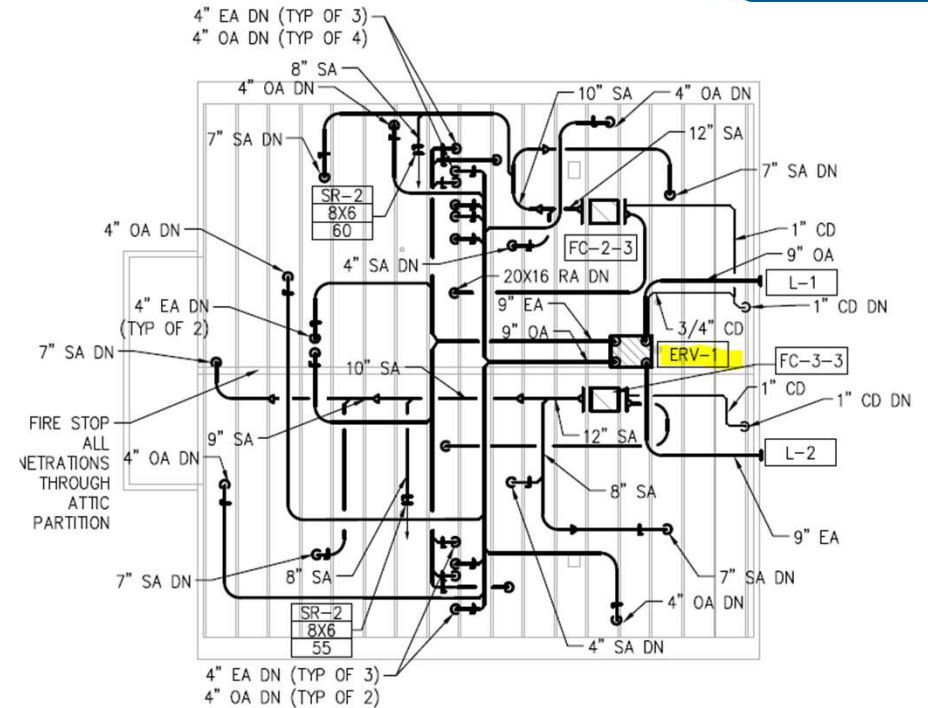 4" EA DN (TYP OF 3)
4" OA DN (TYP OF 4)
8" SA
4" OA DN
10" SA
4" OA DN
7" SA DN
12" SA
7" SA DN
SR-2
8X6
60
4" OA DN
FC-2-3
1" CD
4" SA DN
9" OA
20X16 RA DN
L-1
4" EA DN
(TYP OF 2)
9" EA
1" CD DN
3/4" CD
9" OA
7" SA DN
ERV-1
FC-3-3
10" SA
1" CD
1" CD DN
9" SA
FIRE STOP
ALL
NETRATIONS
THROUGH
ATTIC
PARTITION
12" SA
4" OA DN
L-2
8" SA
9" EA
7" SA DN
8" SA
7" SA DN
4" OA DN
SR-2
8X6
55
4" SA DN
4" EA DN (TYP OF 3)
4" OA DN (TYP OF 2)